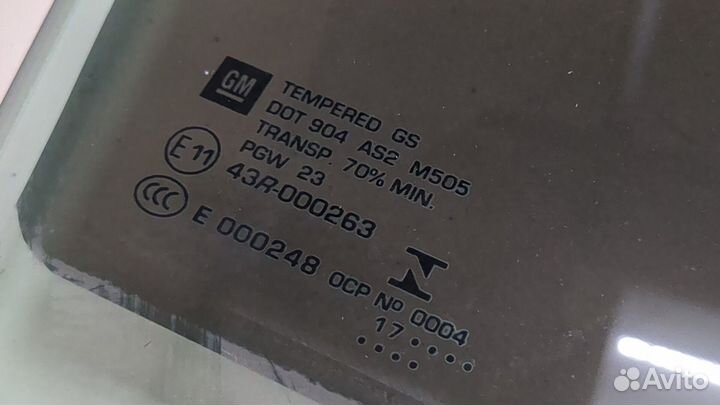 GM
TEMPERED GS
DOT 904 AS2 M505
TRANSP. 70% MIN.
PGW 23
E11
43R-000263
CCC
E 000248 OCP Nº 0004
17
Avito